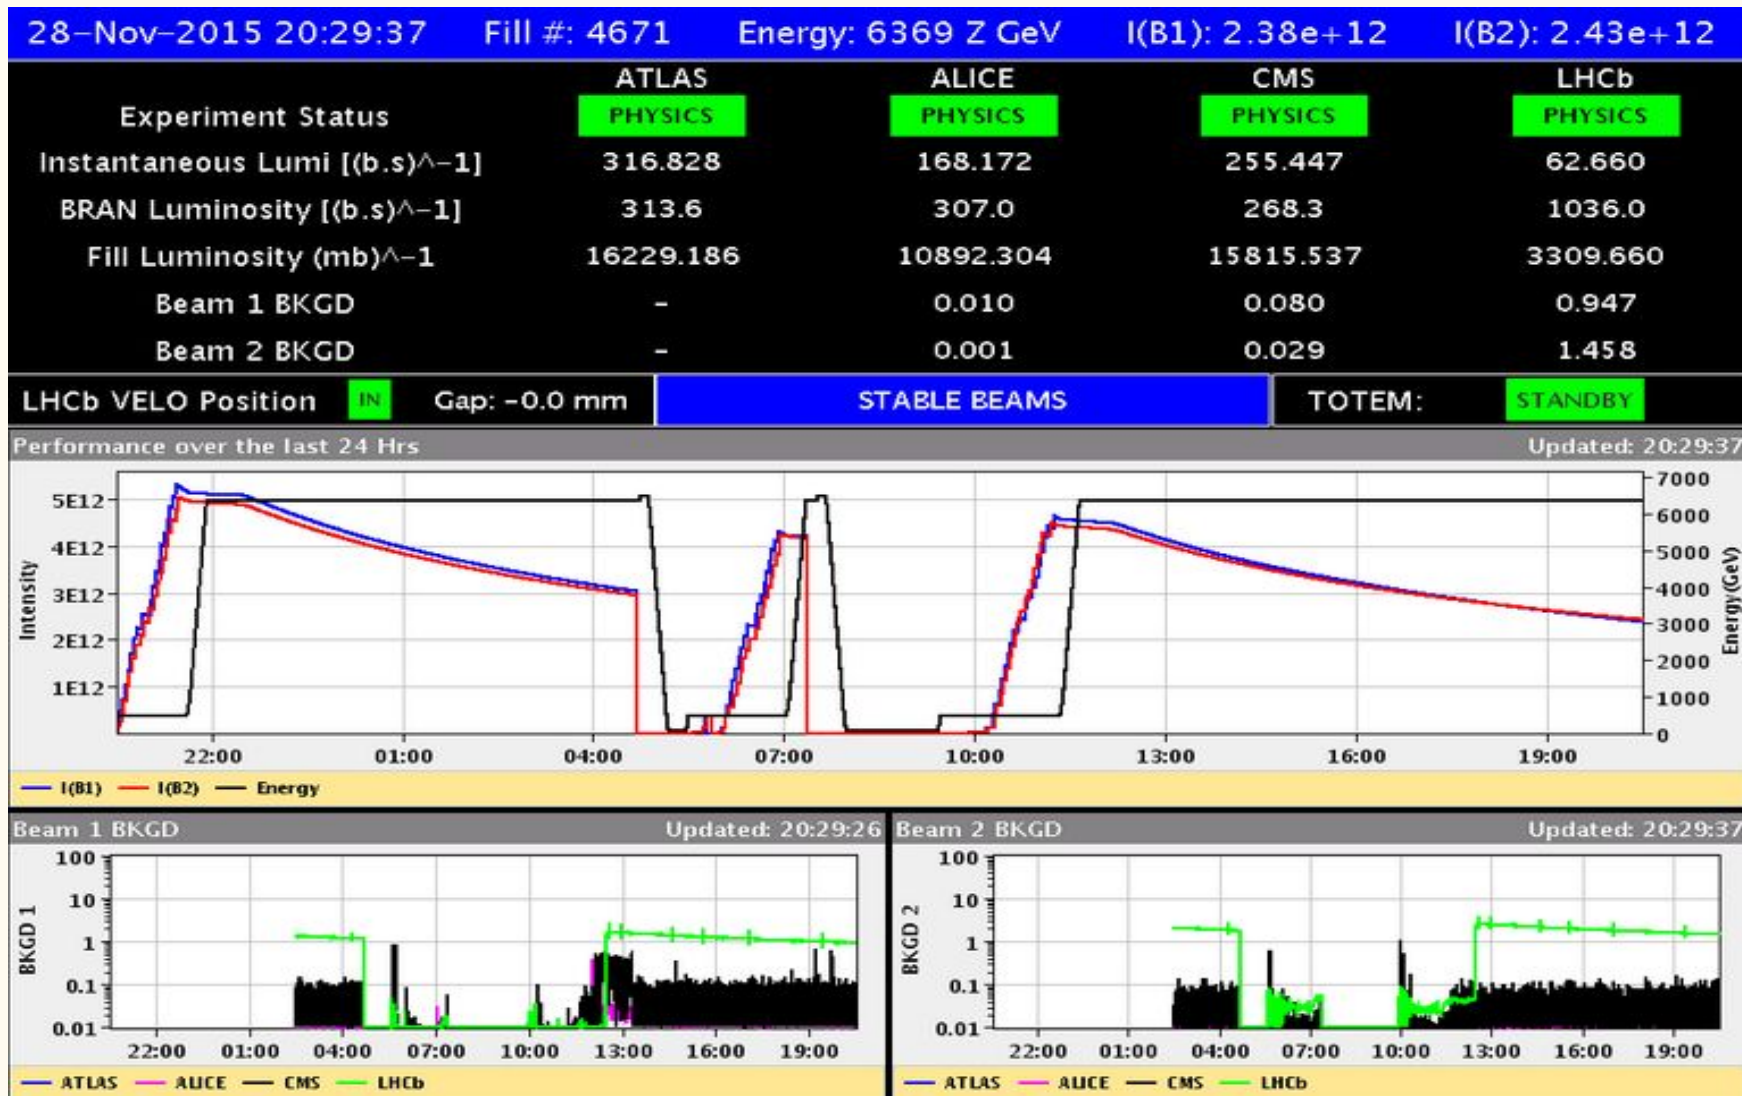 28-Nov-2015 20:29:37 Fill #: 4671 Energy: 6369 Z GeV I(B1): 2.38e+12 I(B2): 2.43e+12
ATLAS ALICE CMS LHCb
Experiment Status PHYSICS PHYSICS PHYSICS PHYSICS
Instantaneous Lumi [(b.s)^-1] 316.828 168.172 255.447 62.660
BRAN Luminosity [(b.s)^-1] 313.6 307.0 268.3 1036.0
Fill Luminosity (mb)^-1 16229.186 10892.304 15815.537 3309.660
Beam 1 BKGD - 0.010 0.080 0.947
Beam 2 BKGD - 0.001 0.029 1.458
LHCb VELO Position IN Gap: -0.0 mm STABLE BEAMS TOTEM: STANDBY
Performance over the last 24 Hrs Updated: 20:29:37
Intensity
5E12
4E12
3E12
2E12
1E12
7000
6000
5000
4000
3000
2000
1000
0
Energy(GeV)
22:00 01:00 04:00 07:00 10:00 13:00 16:00 19:00
I(B1) I(B2) Energy
Beam 1 BKGD Updated: 20:29:26
BKGD 1
100
10
1
0.1
0.01
22:00 01:00 04:00 07:00 10:00 13:00 16:00 19:00
ATLAS ALICE CMS LHCb
Beam 2 BKGD Updated: 20:29:37
BKGD 2
100
10
1
0.1
0.01
22:00 01:00 04:00 07:00 10:00 13:00 16:00 19:00
ATLAS ALICE CMS LHCb